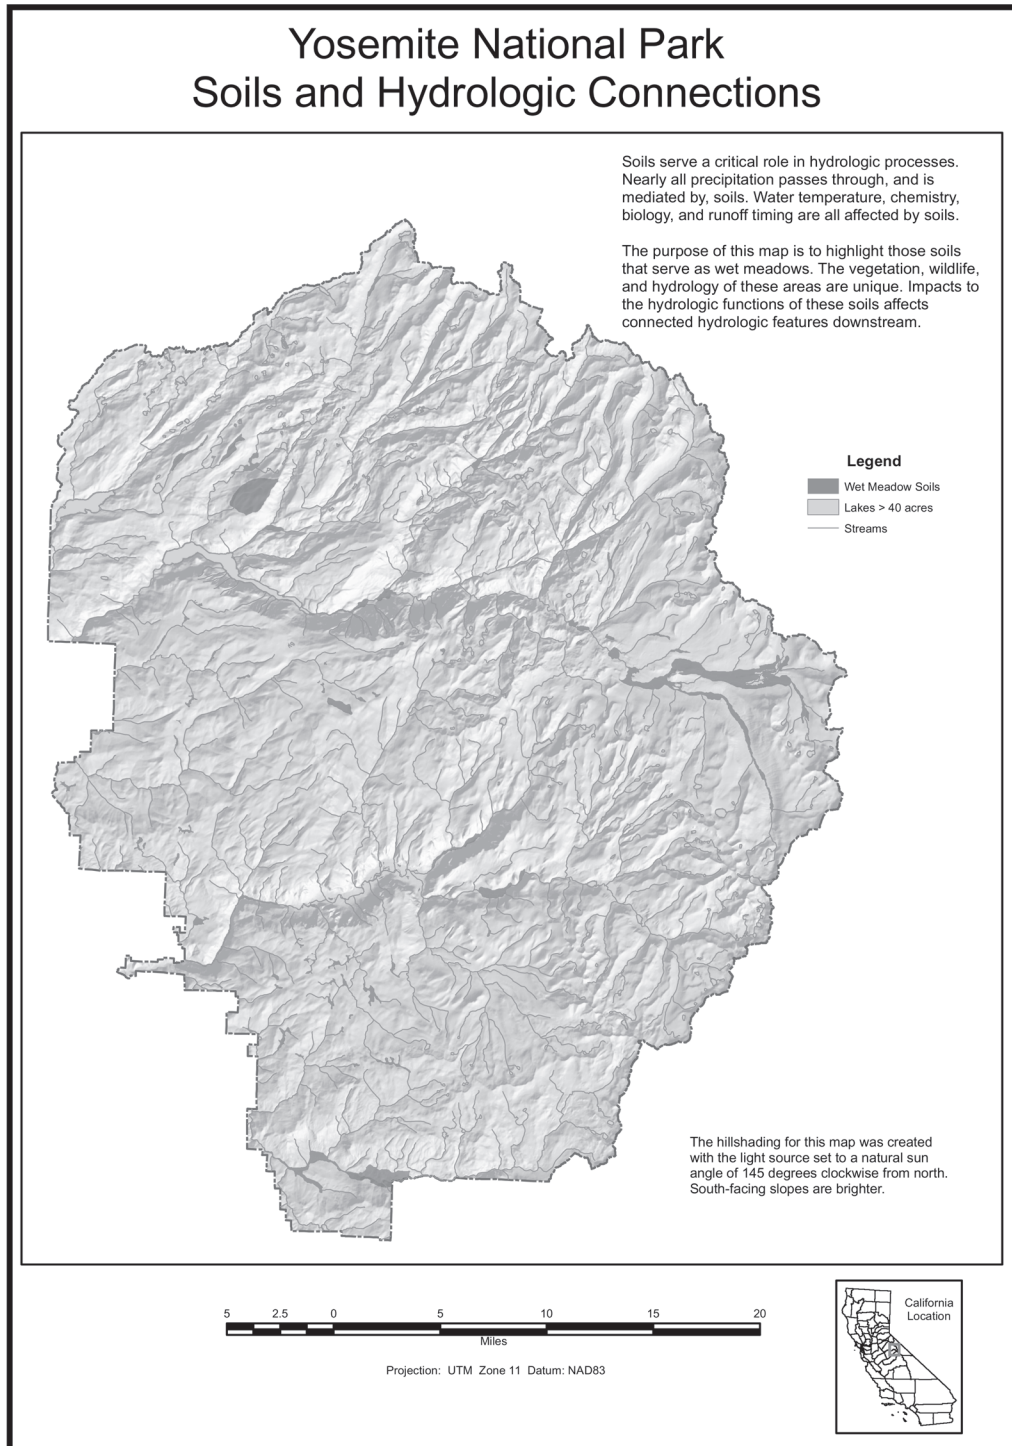 Yosemite National Park
Soils and Hydrologic Connections
Soils serve a critical role in hydrologic processes.
Nearly all precipitation passes through, and is
mediated by, soils. Water temperature, chemistry,
biology, and runoff timing are all affected by soils.
The purpose of this map is to highlight those soils
that serve as wet meadows. The vegetation, wildlife,
and hydrology of these areas are unique. Impacts to
the hydrologic functions of these soils affects
connected hydrologic features downstream.
Legend
Wet Meadow Soils
Lakes > 40 acres
Streams
The hillshading for this map was created
with the light source set to a natural sun
angle of 145 degrees clockwise from north.
South-facing slopes are brighter.
5 2.5 0 5 10 15 20
Miles
Projection: UTM Zone 11 Datum: NAD83
California
Location